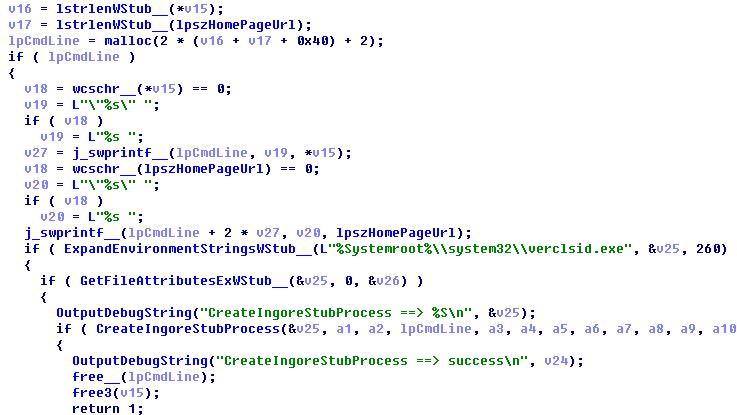 v16 = lstrlenWStub__(*v15);
v17 = lstrlenWStub__(lpszHomePageUrl);
lpCmdLine = malloc(2 * (v16 + v17 + 0x40) + 2);
if ( lpCmdLine )
{
v18 = wcschr__(*v15) == 0;
v19 = L"\"%s\" ";
if ( v18 )
v19 = L"%s ";
v27 = j_swprintf__(lpCmdLine, v19, *v15);
v18 = wcschr__(lpszHomePageUrl) == 0;
v20 = L"\"%s\" ";
if ( v18 )
v20 = L"%s ";
j_swprintf__(lpCmdLine + 2 * v27, v20, lpszHomePageUrl);
if ( ExpandEnvironmentStringsWStub__(L"%Systemroot%\\system32\\verclsid.exe", &v25, 260)
{
if ( GetFileAttributesExWStub__(&v25, 0, &v26) )
{
OutputDebugString("CreateIngoreStubProcess ==> %S\n", &v25);
if ( CreateIngoreStubProcess(&v25, a1, a2, lpCmdLine, a3, a4, a5, a6, a7, a8, a9, a10
{
OutputDebugString("CreateIngoreStubProcess ==> success\n", v24);
free__(lpCmdLine);
free3(v15);
return 1;